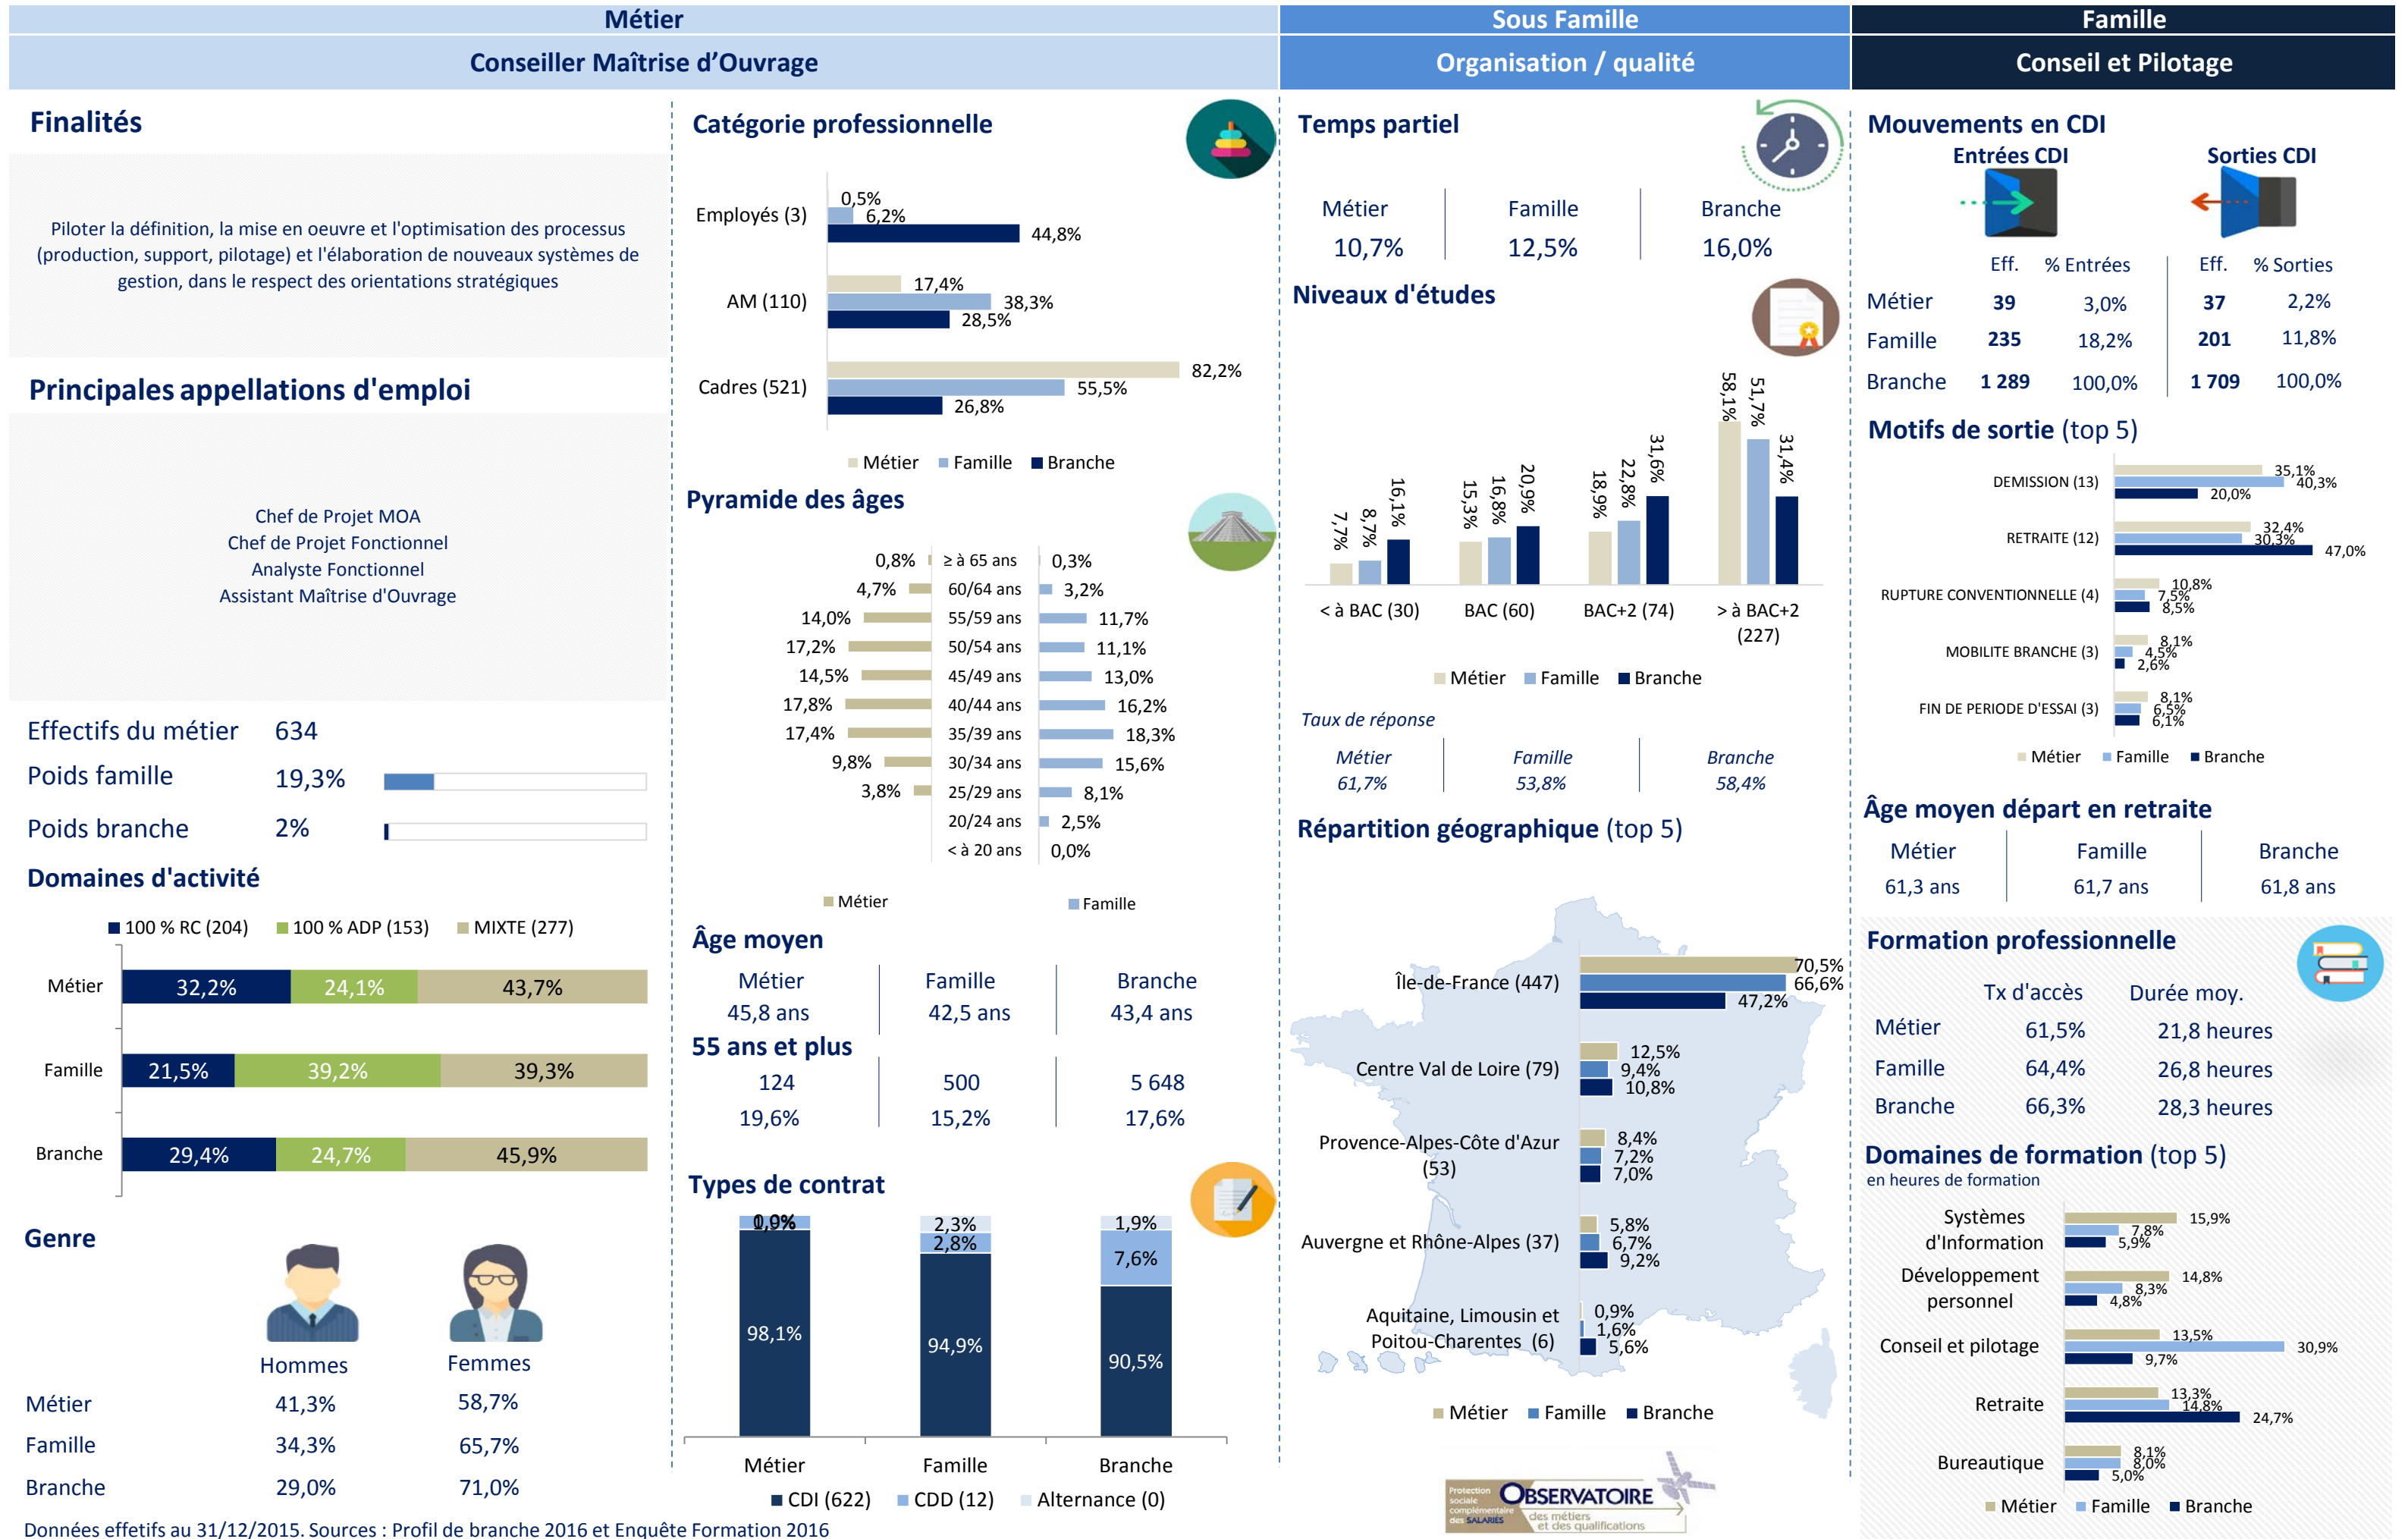 Métier
Sous Famille
Famille
Conseiller Maîtrise d’Ouvrage
Organisation / qualité
Conseil et Pilotage
Finalités
Piloter la définition, la mise en oeuvre et l'optimisation des processus
(production, support, pilotage) et l'élaboration de nouveaux systèmes de
gestion, dans le respect des orientations stratégiques
Principales appellations d'emploi
Chef de Projet MOA
Chef de Projet Fonctionnel
Analyste Fonctionnel
Assistant Maîtrise d'Ouvrage
Effectifs du métier 634
Poids famille 19,3%
Poids branche 2%
Domaines d'activité
100 % RC (204) 100 % ADP (153) MIXTE (277)
Métier 32,2% 24,1% 43,7%
Famille 21,5% 39,2% 39,3%
Branche 29,4% 24,7% 45,9%
Genre
Hommes Femmes
Métier 41,3% 58,7%
Famille 34,3% 65,7%
Branche 29,0% 71,0%
Données effetifs au 31/12/2015. Sources : Profil de branche 2016 et Enquête Formation 2016
Catégorie professionnelle
Employés (3)
0,5%
6,2%
44,8%
AM (110)
17,4%
38,3%
28,5%
Cadres (521)
82,2%
55,5%
26,8%
Métier Famille Branche
Pyramide des âges
0,8% ≥ à 65 ans 0,3%
4,7% 60/64 ans 3,2%
14,0% 55/59 ans 11,7%
17,2% 50/54 ans 11,1%
14,5% 45/49 ans 13,0%
17,8% 40/44 ans 16,2%
17,4% 35/39 ans 18,3%
9,8% 30/34 ans 15,6%
3,8% 25/29 ans 8,1%
20/24 ans 2,5%
< à 20 ans 0,0%
Métier Famille
Âge moyen
Métier Famille Branche
45,8 ans 42,5 ans 43,4 ans
55 ans et plus
124 500 5 648
19,6% 15,2% 17,6%
Types de contrat
2,3% 1,9%
2,8% 7,6%
98,1% 94,9% 90,5%
Métier Famille Branche
CDI (622) CDD (12) Alternance (0)
Temps partiel
Métier Famille Branche
10,7% 12,5% 16,0%
Niveaux d'études
7,7% 8,7% 16,1%
15,3% 16,8% 20,9%
18,9% 22,8% 31,6%
58,1% 51,7% 31,4%
< à BAC (30) BAC (60) BAC+2 (74) > à BAC+2
(227)
Métier Famille Branche
Taux de réponse
Métier Famille Branche
61,7% 53,8% 58,4%
Répartition géographique (top 5)
Île-de-France (447)
70,5%
66,6%
47,2%
Centre Val de Loire (79)
12,5%
9,4%
10,8%
Provence-Alpes-Côte d'Azur
(53)
8,4%
7,2%
7,0%
Auvergne et Rhône-Alpes (37)
5,8%
6,7%
9,2%
Aquitaine, Limousin et
Poitou-Charentes (6)
0,9%
1,6%
5,6%
Métier Famille Branche
Protection
sociale
complémentaire
des SALARIÉS
OBSERVATOIRE
des métiers
et des qualifications
Mouvements en CDI
Entrées CDI Sorties CDI
Eff. % Entrées Eff. % Sorties
Métier 39 3,0% 37 2,2%
Famille 235 18,2% 201 11,8%
Branche 1 289 100,0% 1 709 100,0%
Motifs de sortie (top 5)
DEMISSION (13)
35,1%
40,3%
20,0%
RETRAITE (12)
32,4%
30,3%
47,0%
RUPTURE CONVENTIONNELLE (4)
10,8%
7,5%
8,5%
MOBILITE BRANCHE (3)
8,1%
4,5%
2,6%
FIN DE PERIODE D'ESSAI (3)
8,1%
6,5%
6,1%
Métier Famille Branche
Âge moyen départ en retraite
Métier Famille Branche
61,3 ans 61,7 ans 61,8 ans
Formation professionnelle
Tx d'accès Durée moy.
Métier 61,5% 21,8 heures
Famille 64,4% 26,8 heures
Branche 66,3% 28,3 heures
Domaines de formation (top 5)
en heures de formation
Systèmes
d'Information
15,9%
7,8%
5,9%
Développement
personnel
14,8%
8,3%
4,8%
Conseil et pilotage
13,5%
30,9%
9,7%
Retraite
13,3%
14,8%
24,7%
Bureautique
8,1%
8,0%
5,0%
Métier Famille Branche